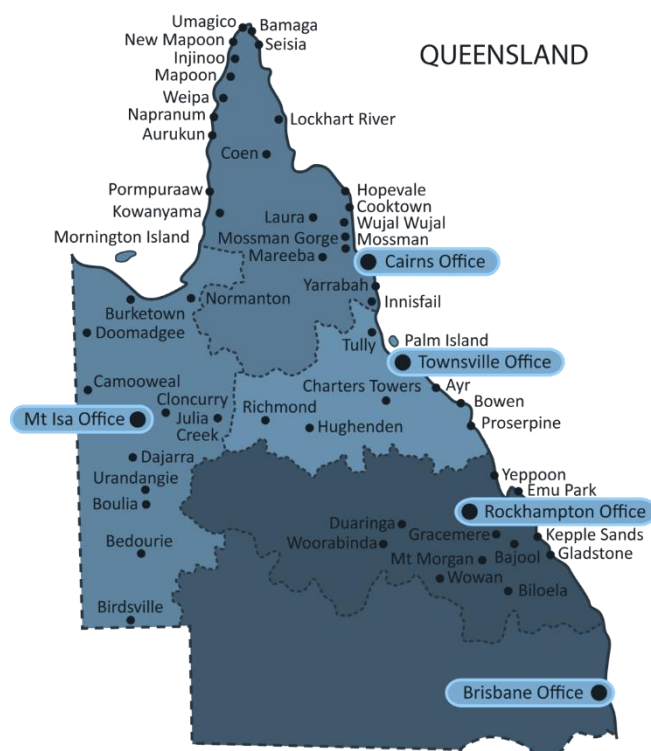 Umagico
Bamaga
New Mapoon
Seisia
QUEENSLAND
Injinoo
Mapoon
Weipa
Napranum
Lockhart River
Aurukun
Coen
Pormpuraaw
Hopevale
Kowanyama
Cooktown
Laura
Wujal Wujal
Mornington Island
Mossman Gorge
Mossman
Mareeba
Cairns Office
Yarrabah
Normanton
Innisfail
Burketown
Doomadgee
Tully
Palm Island
Townsville Office
Camooweal
Charters Towers
Ayr
Cloncurry
Richmond
Bowen
Mt Isa Office
Julia
Creek
Hughenden
Proserpine
Dajarra
Urandangie
Yeppoon
Emu Park
Boulia
Rockhampton Office
Duaringa
Gracemere
Kepple Sands
Bedourie
Woorabinda
Bajool
Gladstone
Mt Morgan
Wowan
Biloela
Birdsville
Brisbane Office